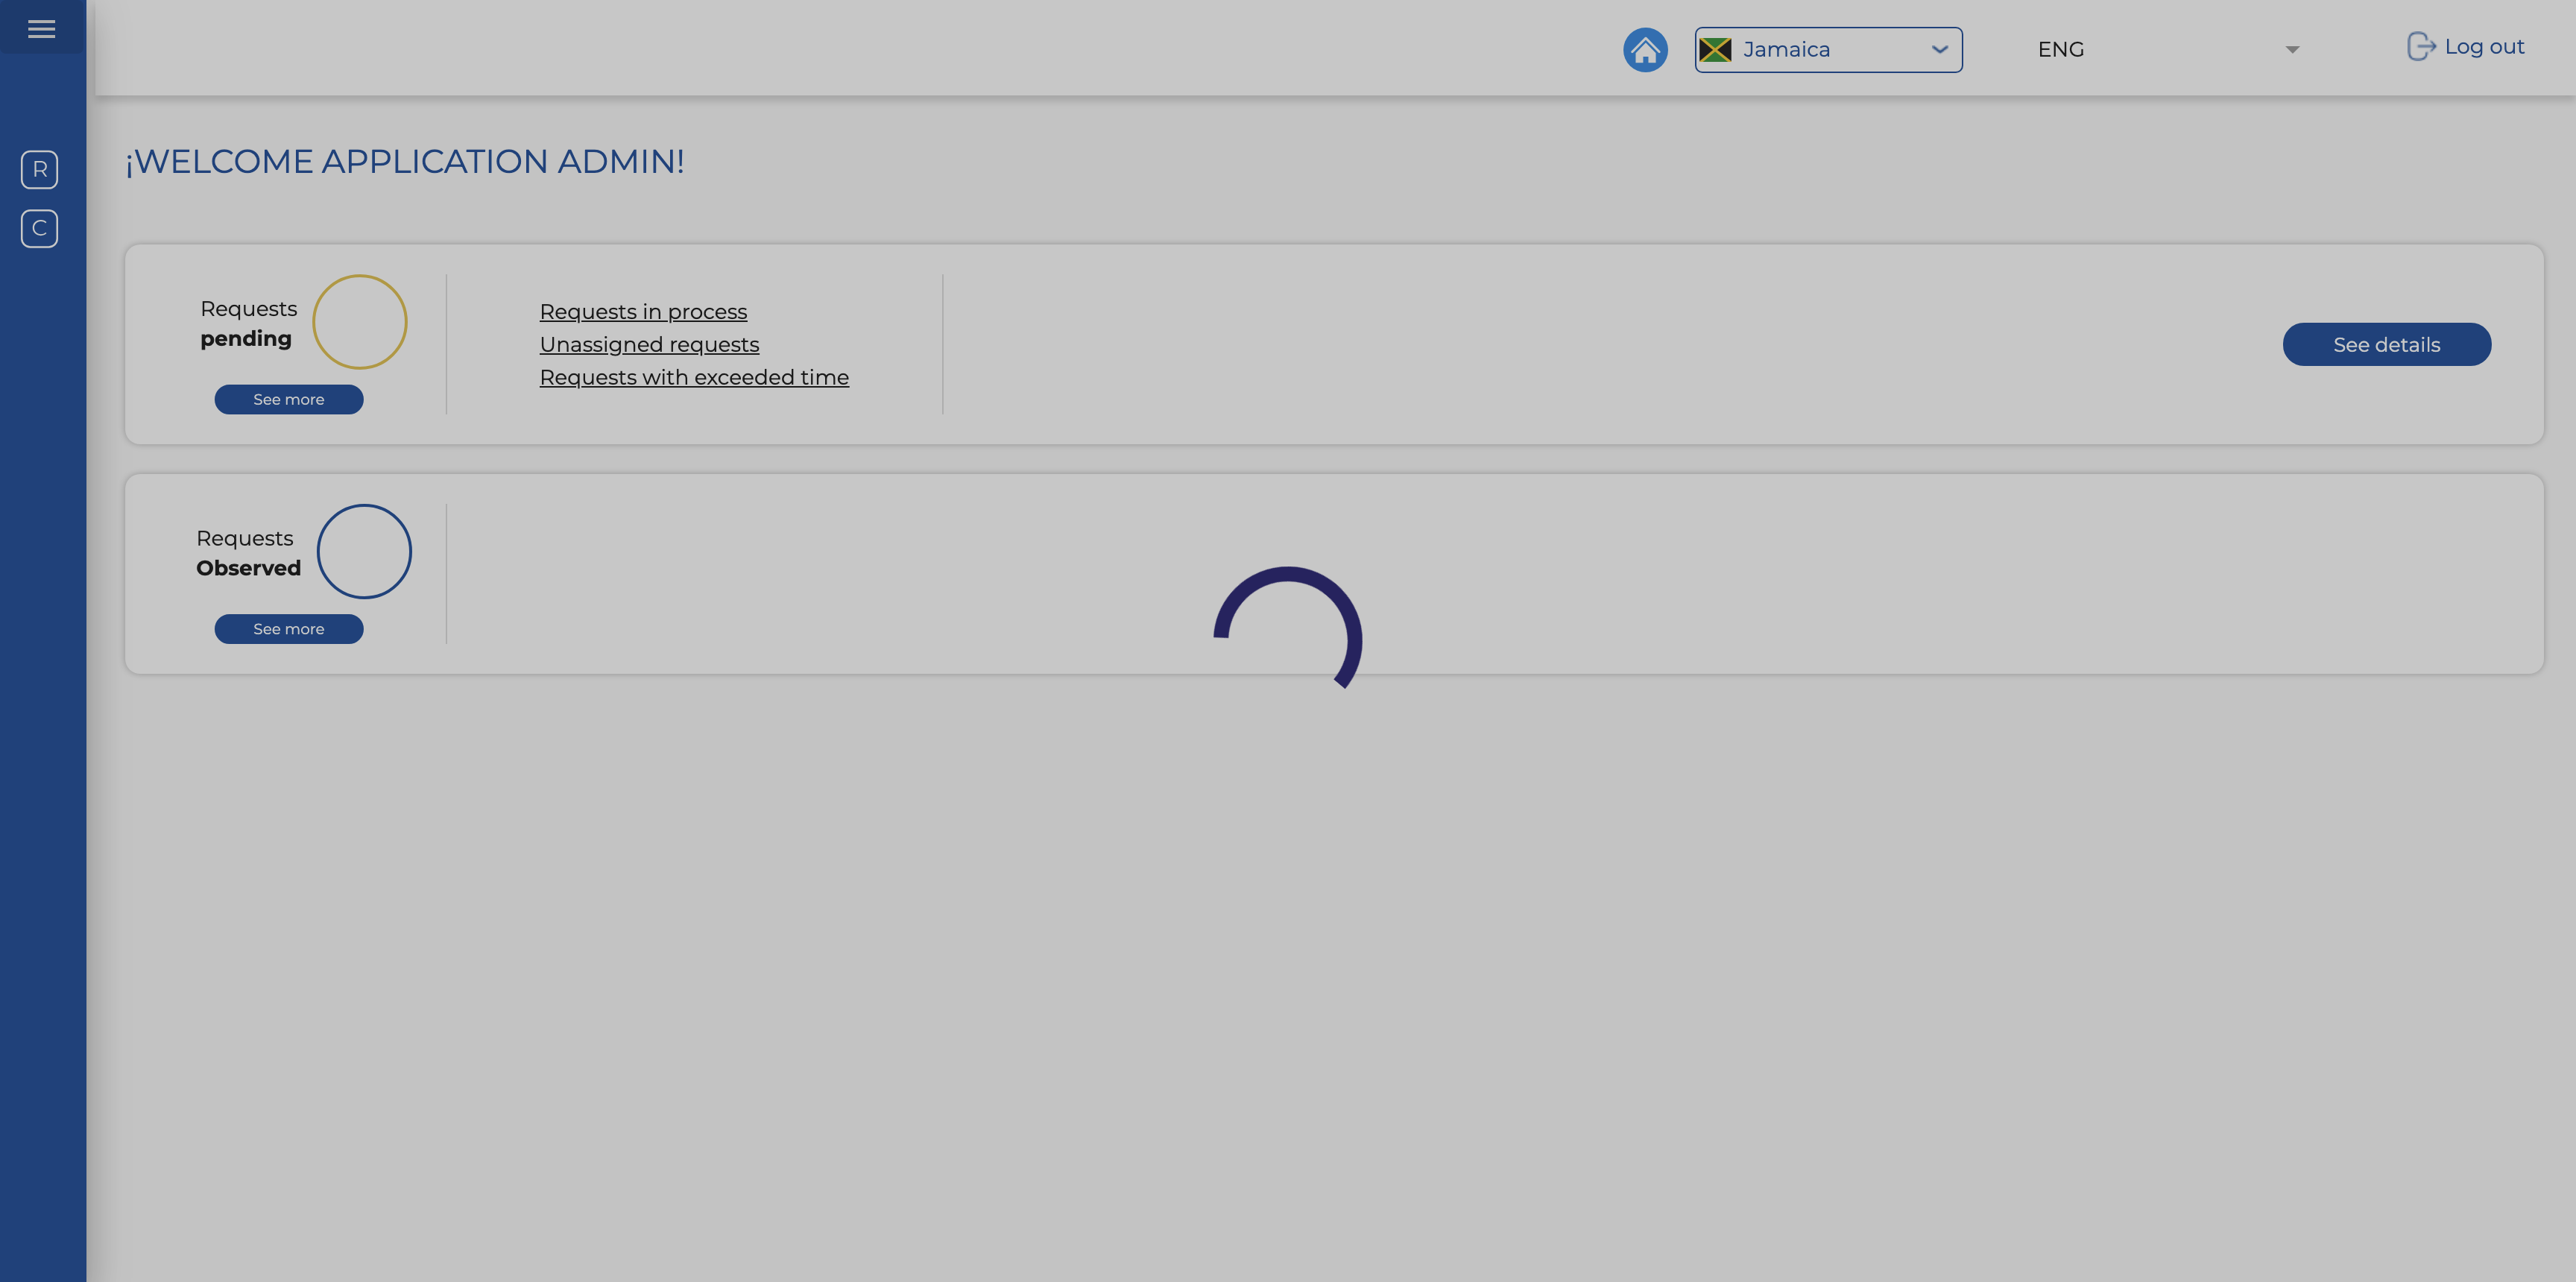 Jamaica
ENG
Log out
R
C
¡WELCOME APPLICATION ADMIN!
Requests
pending
See more
Requests in process
Unassigned requests
Requests with exceeded time
See details
Requests
Observed
See more